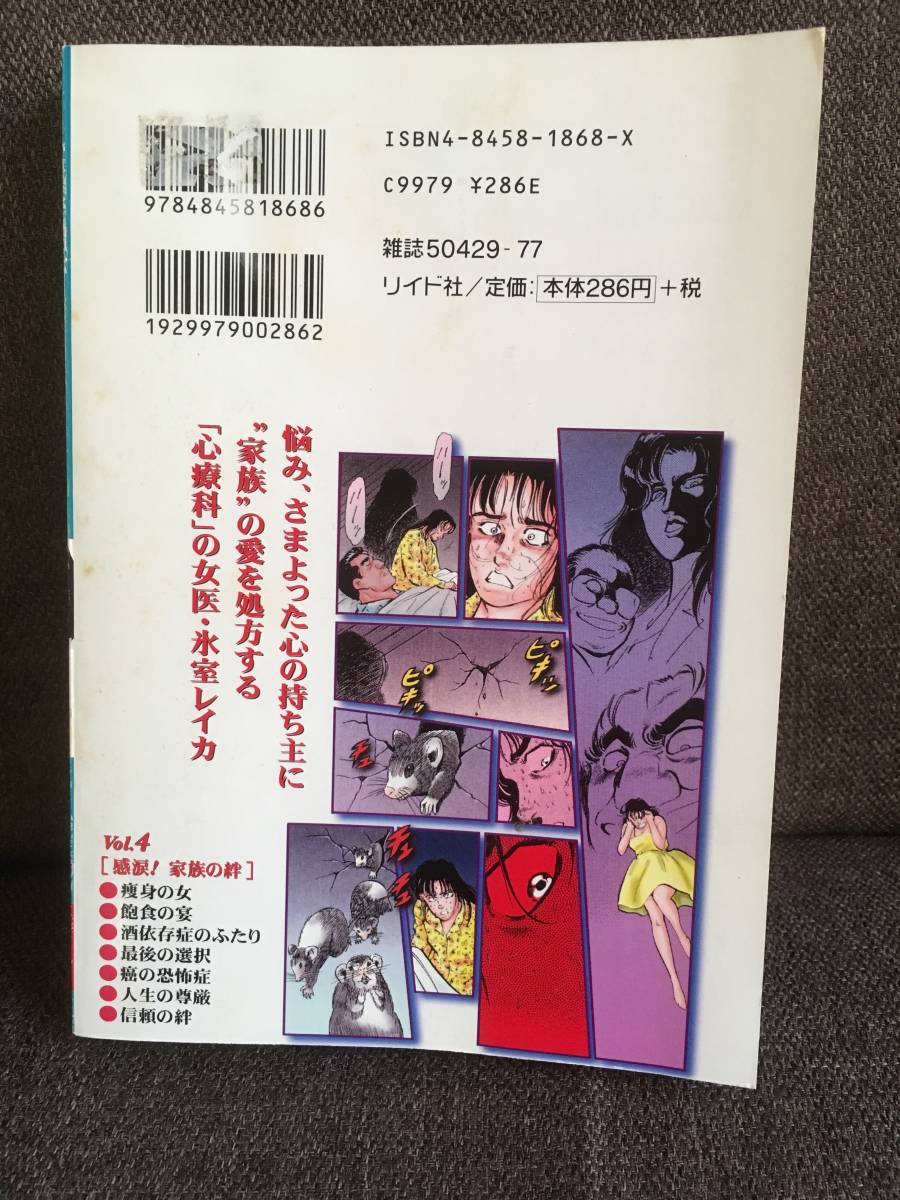 ISBN4-8458-1868-X
C9979 ¥286E
9784845818686
雑誌50429-77
リイド社/定価:本体286円+税
1929979002862
悩み、さまよった心の持ち主に
"家族"の愛を処方する
「心療科」の女医・氷室レイカ
ハーッ
ハーッ
ピキッ
ピキッ
チュ
チュ
チュ
Vol.4
[感涙!家族の絆]
●痩身の女
●飽食の宴
●酒依存症のふたり
●最後の選択
●癌の恐怖症
●人生の尊厳
●信頼の絆